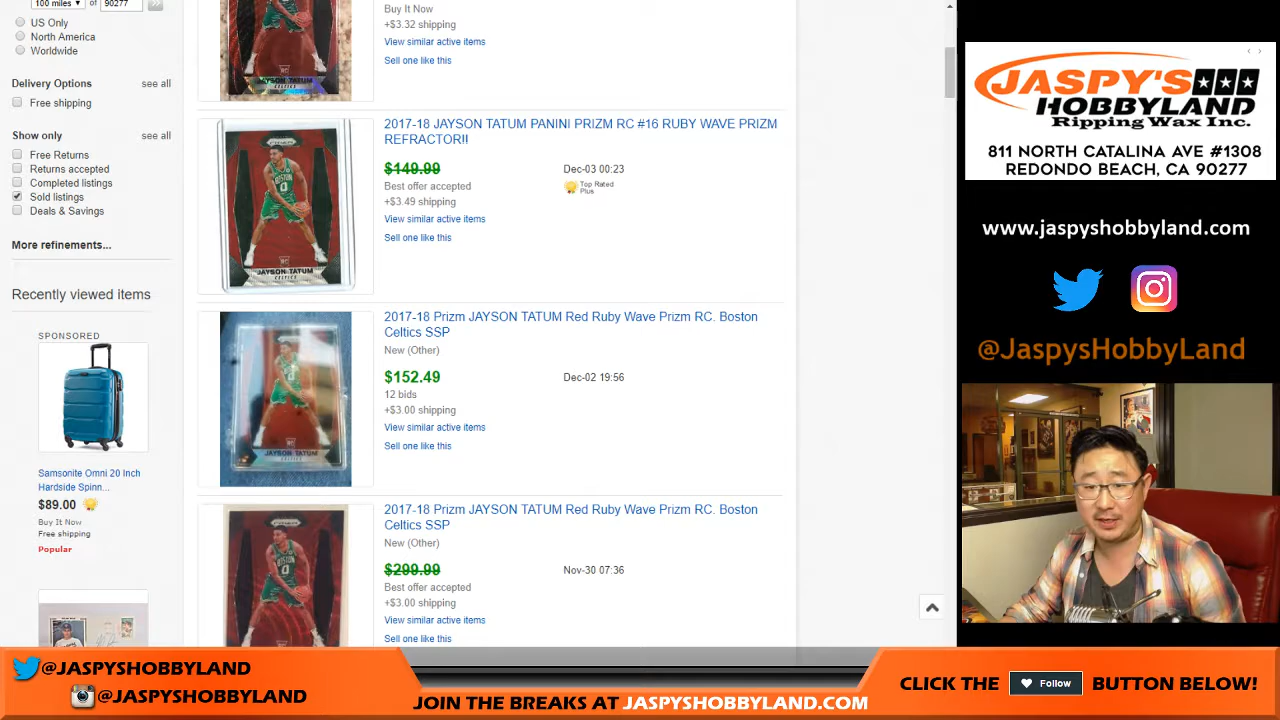 100 miles of 90277
US Only
North America
Worldwide
Delivery Options see all
Free shipping
Show only see all
Free Returns
Returns accepted
Completed listings
Sold listings
Deals & Savings
More refinements...
Recently viewed items
SPONSORED
Samsonite Omni 20 Inch
Hardside Spinn...
$89.00
Buy It Now
Free shipping
Popular
Buy It Now
+$3.32 shipping
View similar active items
Sell one like this
2017-18 JAYSON TATUM PANINI PRIZM RC #16 RUBY WAVE PRIZM
REFRACTOR!!
$149.99 Dec-03 00:23
Best offer accepted Top Rated
Plus
+$3.49 shipping
View similar active items
Sell one like this
JAYSON TATUM
CELTICS
2017-18 Prizm JAYSON TATUM Red Ruby Wave Prizm RC. Boston
Celtics SSP
New (Other)
$152.49 Dec-02 19:56
12 bids
+$3.00 shipping
View similar active items
Sell one like this
JAYSON TATUM
2017-18 Prizm JAYSON TATUM Red Ruby Wave Prizm RC. Boston
Celtics SSP
New (Other)
$299.99 Nov-30 07:36
Best offer accepted
+$3.00 shipping
View similar active items
Sell one like this
JASPY'S
HOBBYLAND
Ripping Wax Inc.
811 NORTH CATALINA AVE #1308
REDONDO BEACH, CA 90277
www.jaspyshobbyland.com
@JaspysHobbyLand
@JASPYSHOBBYLAND
@JASPYSHOBBYLAND
JOIN THE BREAKS AT JASPYSHOBBYLAND.COM
CLICK THE Follow BUTTON BELOW!